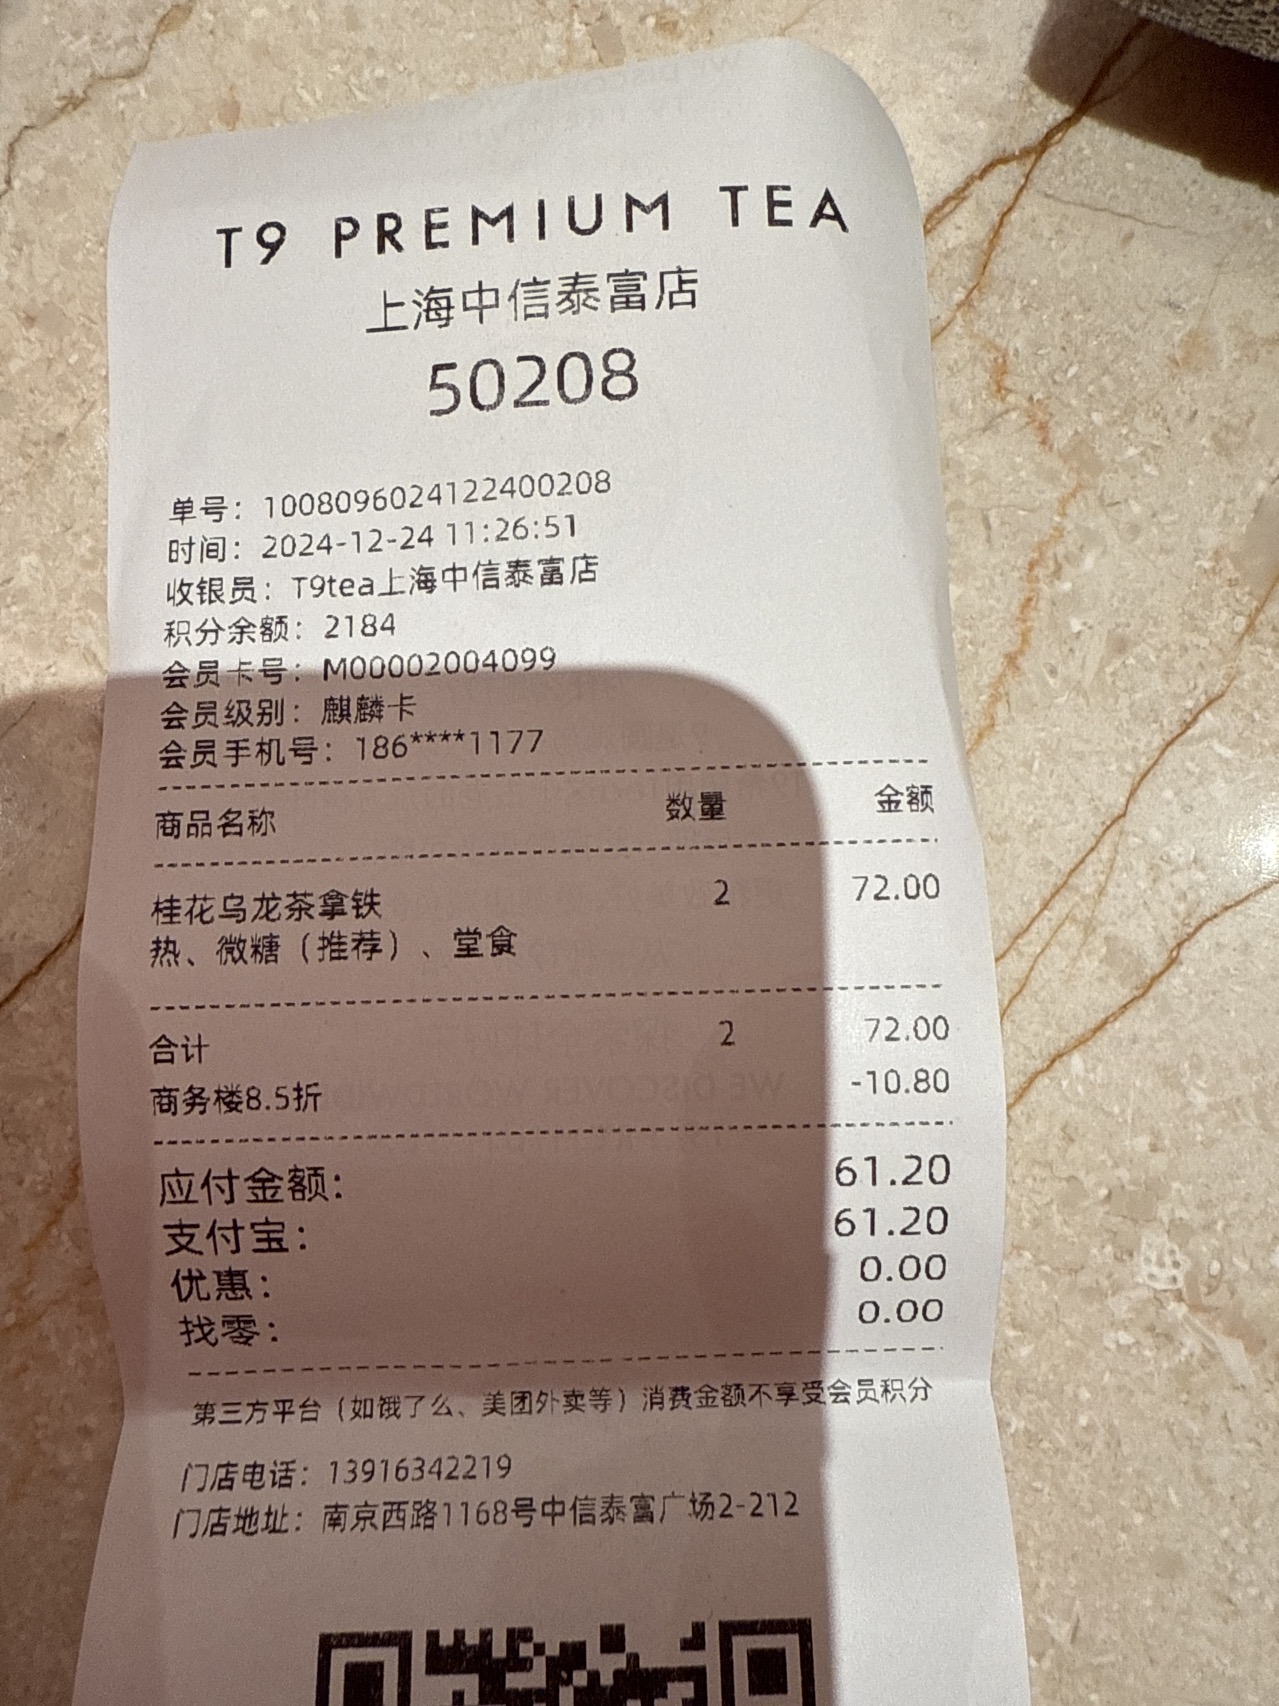 T9 PREMIUM TEA
上海中信泰富店
50208
单号：1008096024122400208
时间：2024-12-24 11:26:51
收银员：T9tea上海中信泰富店
积分余额：2184
会员卡号：M00002004099
会员级别：麒麟卡
会员手机号：186****1177
商品名称 数量 金额
桂花乌龙茶拿铁 2 72.00
热、微糖（推荐）、堂食
合计 2 72.00
商务楼8.5折 -10.80
应付金额: 61.20
支付宝: 61.20
优惠: 0.00
找零: 0.00
第三方平台（如饿了么、美团外卖等）消费金额不享受会员积分
门店电话：13916342219
门店地址：南京西路1168号中信泰富广场2-212